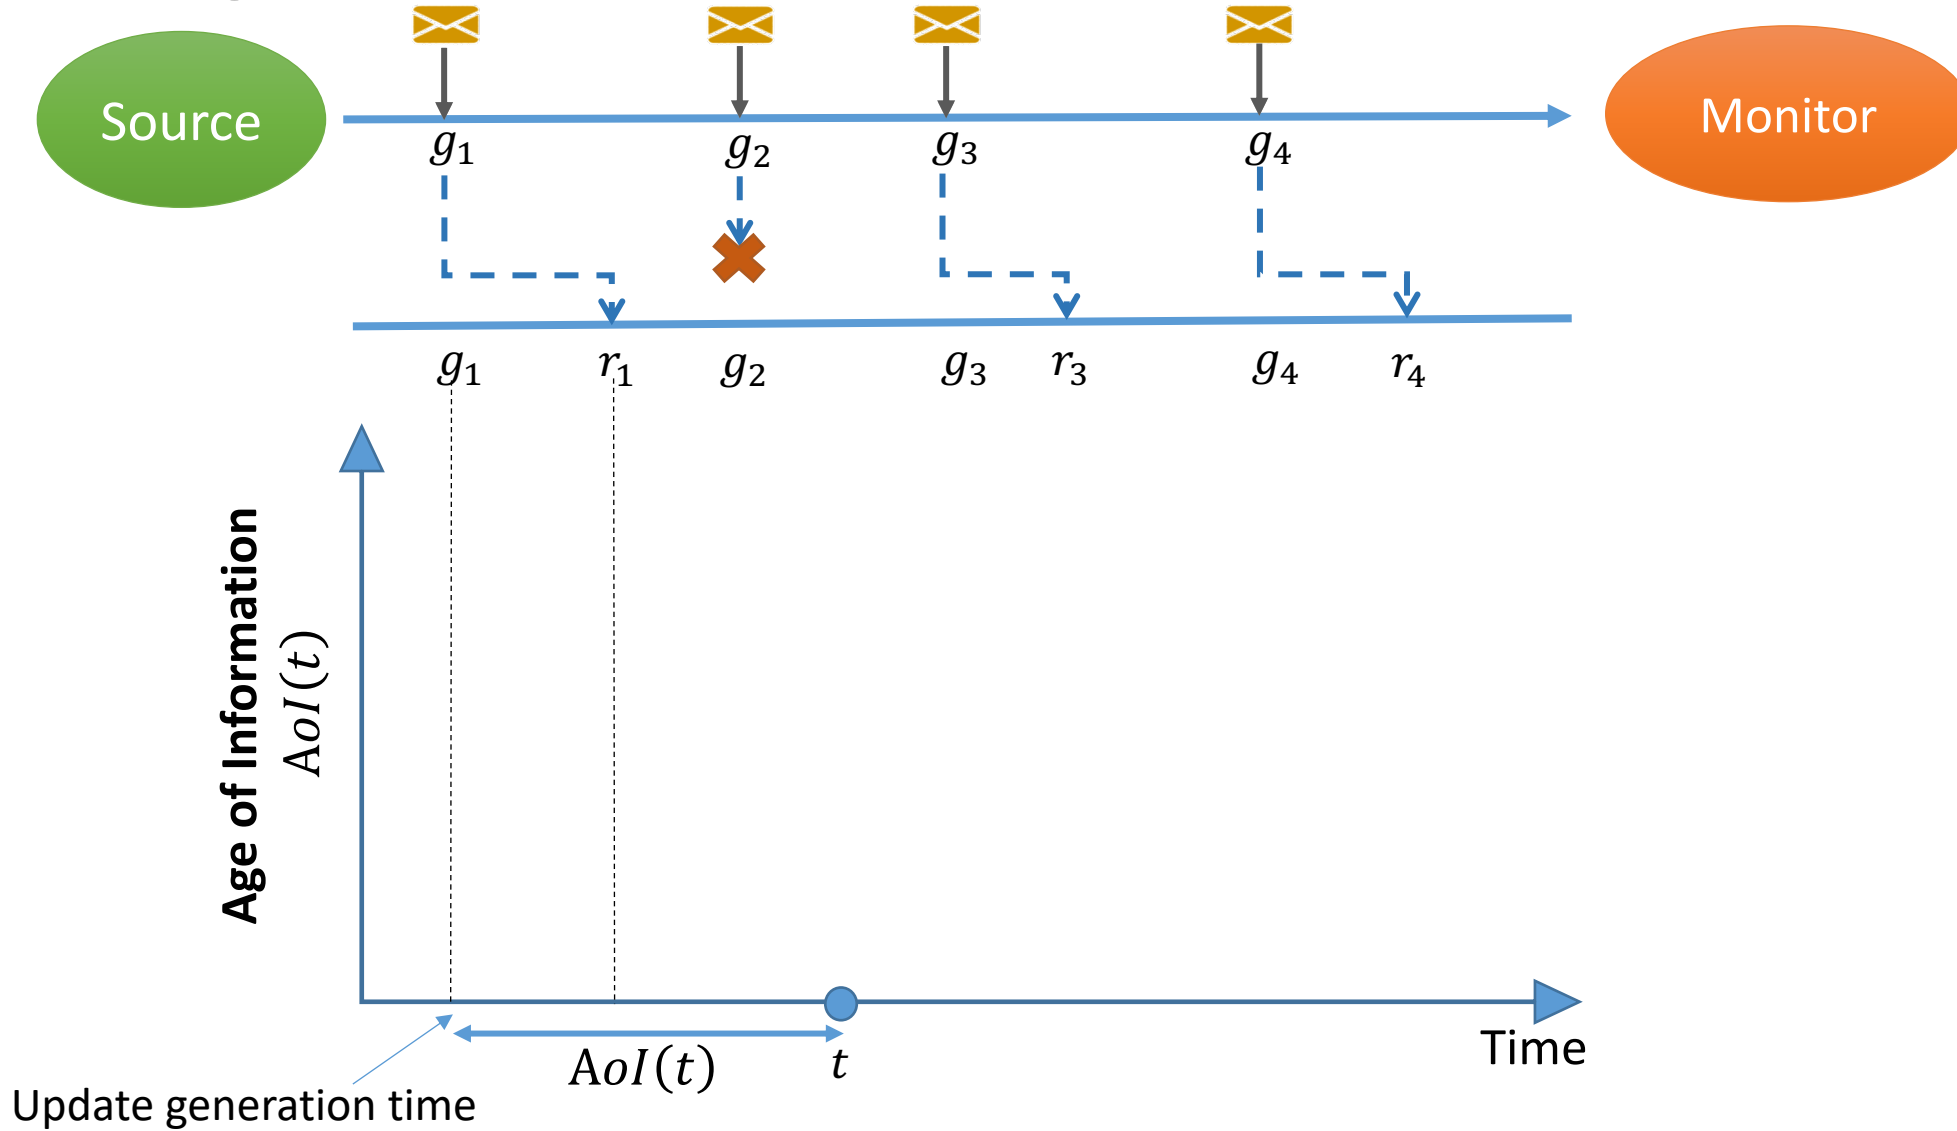 Source
Monitor
g₁ g₂ g₃ g₄
g₁ r₁ g₂ g₃ r₃ g₄ r₄
Age of Information
AoI(t)
AoI(t) t
Time
Update generation time